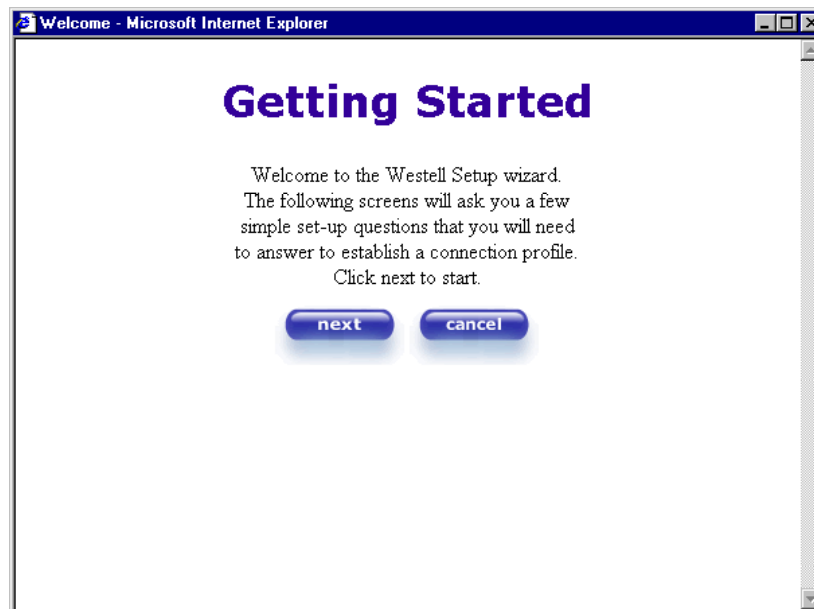 Welcome - Microsoft Internet Explorer
Getting Started
Welcome to the Westell Setup wizard.
The following screens will ask you a few
simple set-up questions that you will need
to answer to establish a connection profile.
Click next to start.
next cancel